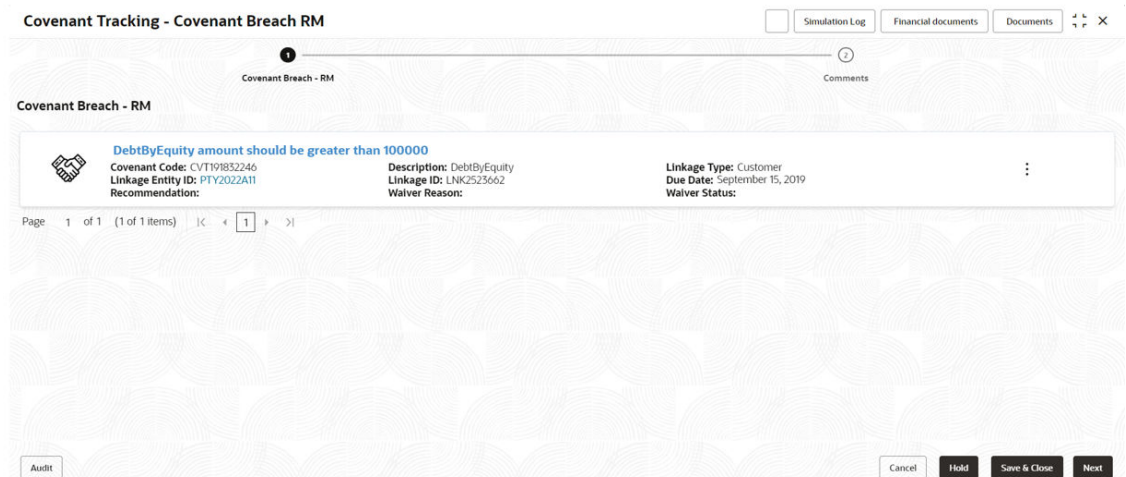 Covenant Tracking - Covenant Breach RM
Simulation Log
Financial documents
Documents
1
2
Covenant Breach - RM
Comments
Covenant Breach - RM
DebtByEquity amount should be greater than 100000
Covenant Code: CVT191832246
Description: DebtByEquity
Linkage Type: Customer
Linkage Entity ID: PTY2022A11
Linkage ID: LNK2523662
Due Date: September 15, 2019
Recommendation:
Waiver Reason:
Waiver Status:
Page 1 of 1 (1 of 1 items) 1
Audit
Cancel
Hold
Save & Close
Next